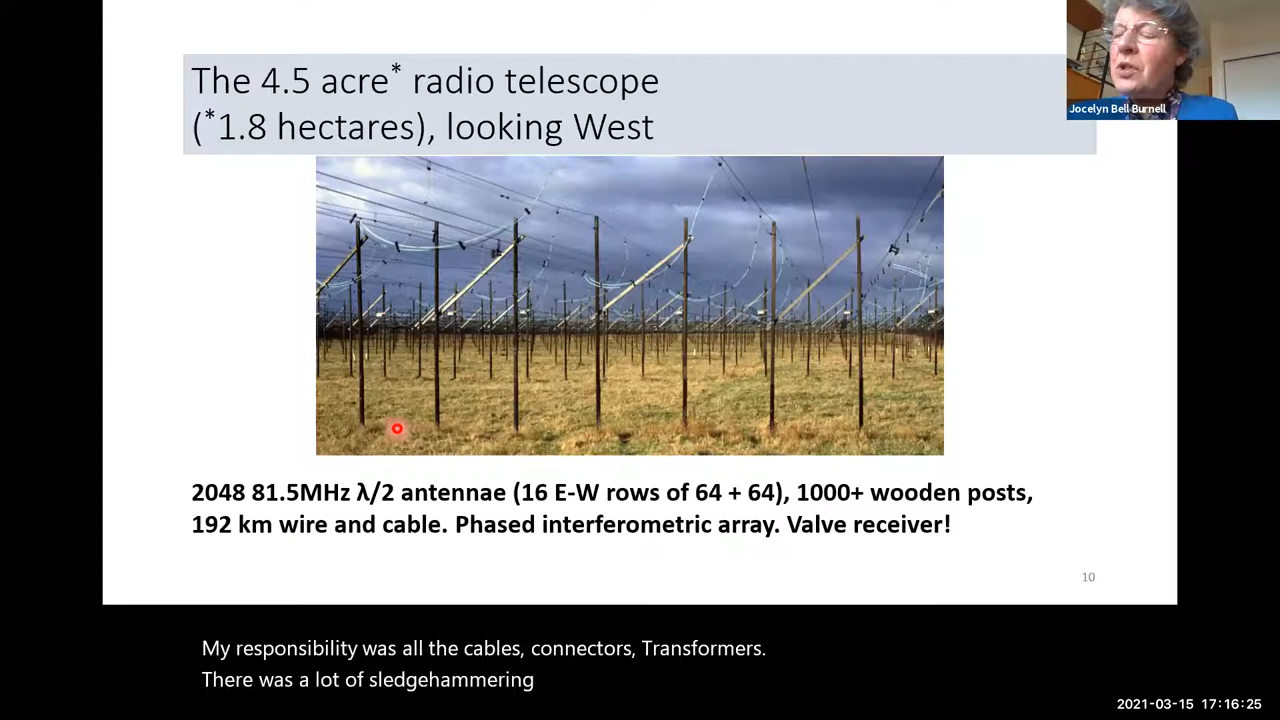 The 4.5 acre* radio telescope
(*1.8 hectares), looking West
Jocelyn Bell Burnell
2048 81.5MHz λ/2 antennae (16 E-W rows of 64 + 64), 1000+ wooden posts,
192 km wire and cable. Phased interferometric array. Valve receiver!
10
My responsibility was all the cables, connectors, Transformers.
There was a lot of sledgehammering
2021-03-15 17:16:25